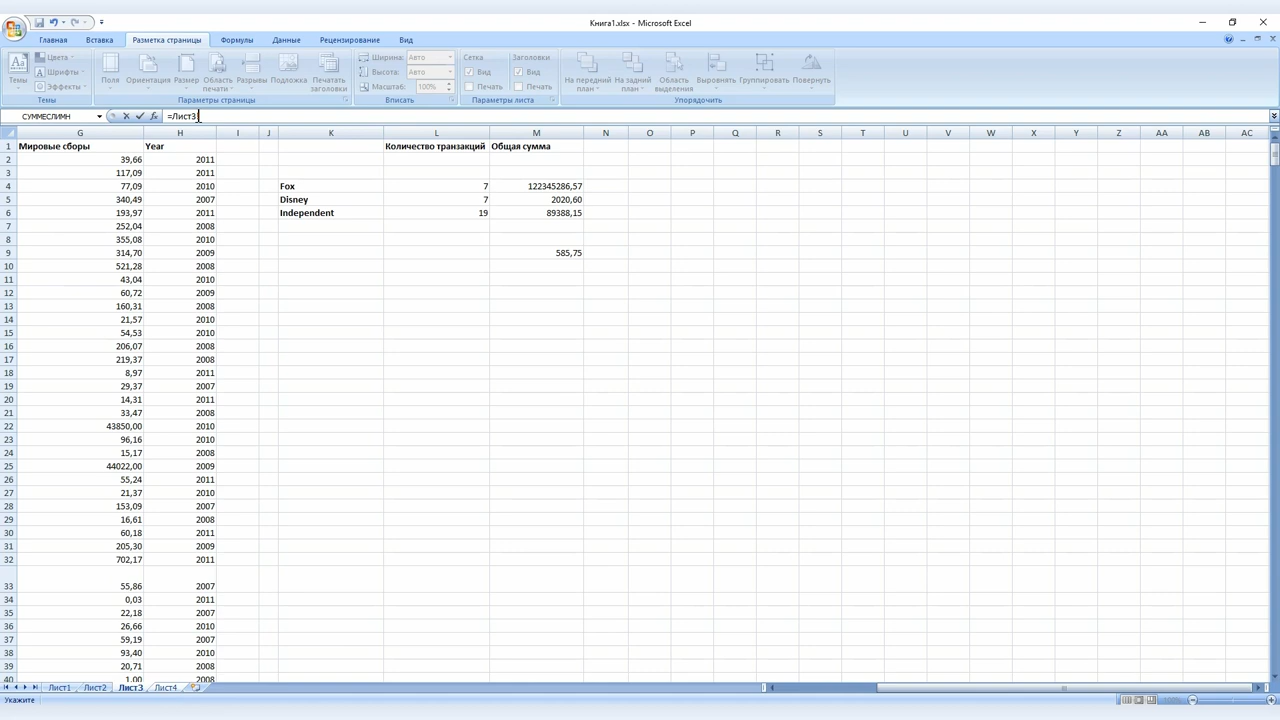 Книга1.xlsx - Microsoft Excel
Главная Вставка Разметка страницы Формулы Данные Рецензирование Вид
Темы Цвета Шрифты Эффекты
Поля Ориентация Размер Область печати Разрывы Подложка Печатать заголовки
Ширина: Авто Высота: Авто Масштаб: 100%
Сетка Вид Печать Заголовки Вид Печать
На передний план На задний план Область выделения Выровнять Группировать Повернуть
Темы Параметры страницы Вписать Параметры листа Упорядочить
СУММЕСЛИМН =Лист3!
G H I J K L M N O P Q R S T U V W X Y Z AA AB AC
1 Мировые сборы Year Количество транзакций Общая сумма
2 39,66 2011
3 117,09 2011
4 77,09 2010 Fox 7 122345286,57
5 340,49 2007 Disney 7 2020,60
6 193,97 2011 Independent 19 89388,15
7 252,04 2008
8 355,08 2010
9 314,70 2009 585,75
10 521,28 2008
11 43,04 2010
12 60,72 2009
13 160,31 2008
14 21,57 2010
15 54,53 2010
16 206,07 2008
17 219,37 2008
18 8,97 2011
19 29,37 2007
20 14,31 2011
21 33,47 2008
22 43850,00 2010
23 96,16 2010
24 15,17 2008
25 44022,00 2009
26 55,24 2011
27 21,37 2010
28 153,09 2007
29 16,61 2008
30 60,18 2011
31 205,30 2009
32 702,17 2011
33 55,86 2007
34 0,03 2011
35 22,18 2007
36 26,66 2010
37 59,19 2007
38 93,40 2010
39 20,71 2008
40 1,00 2008
Лист1 Лист2 Лист3 Лист4
Укажите 100%